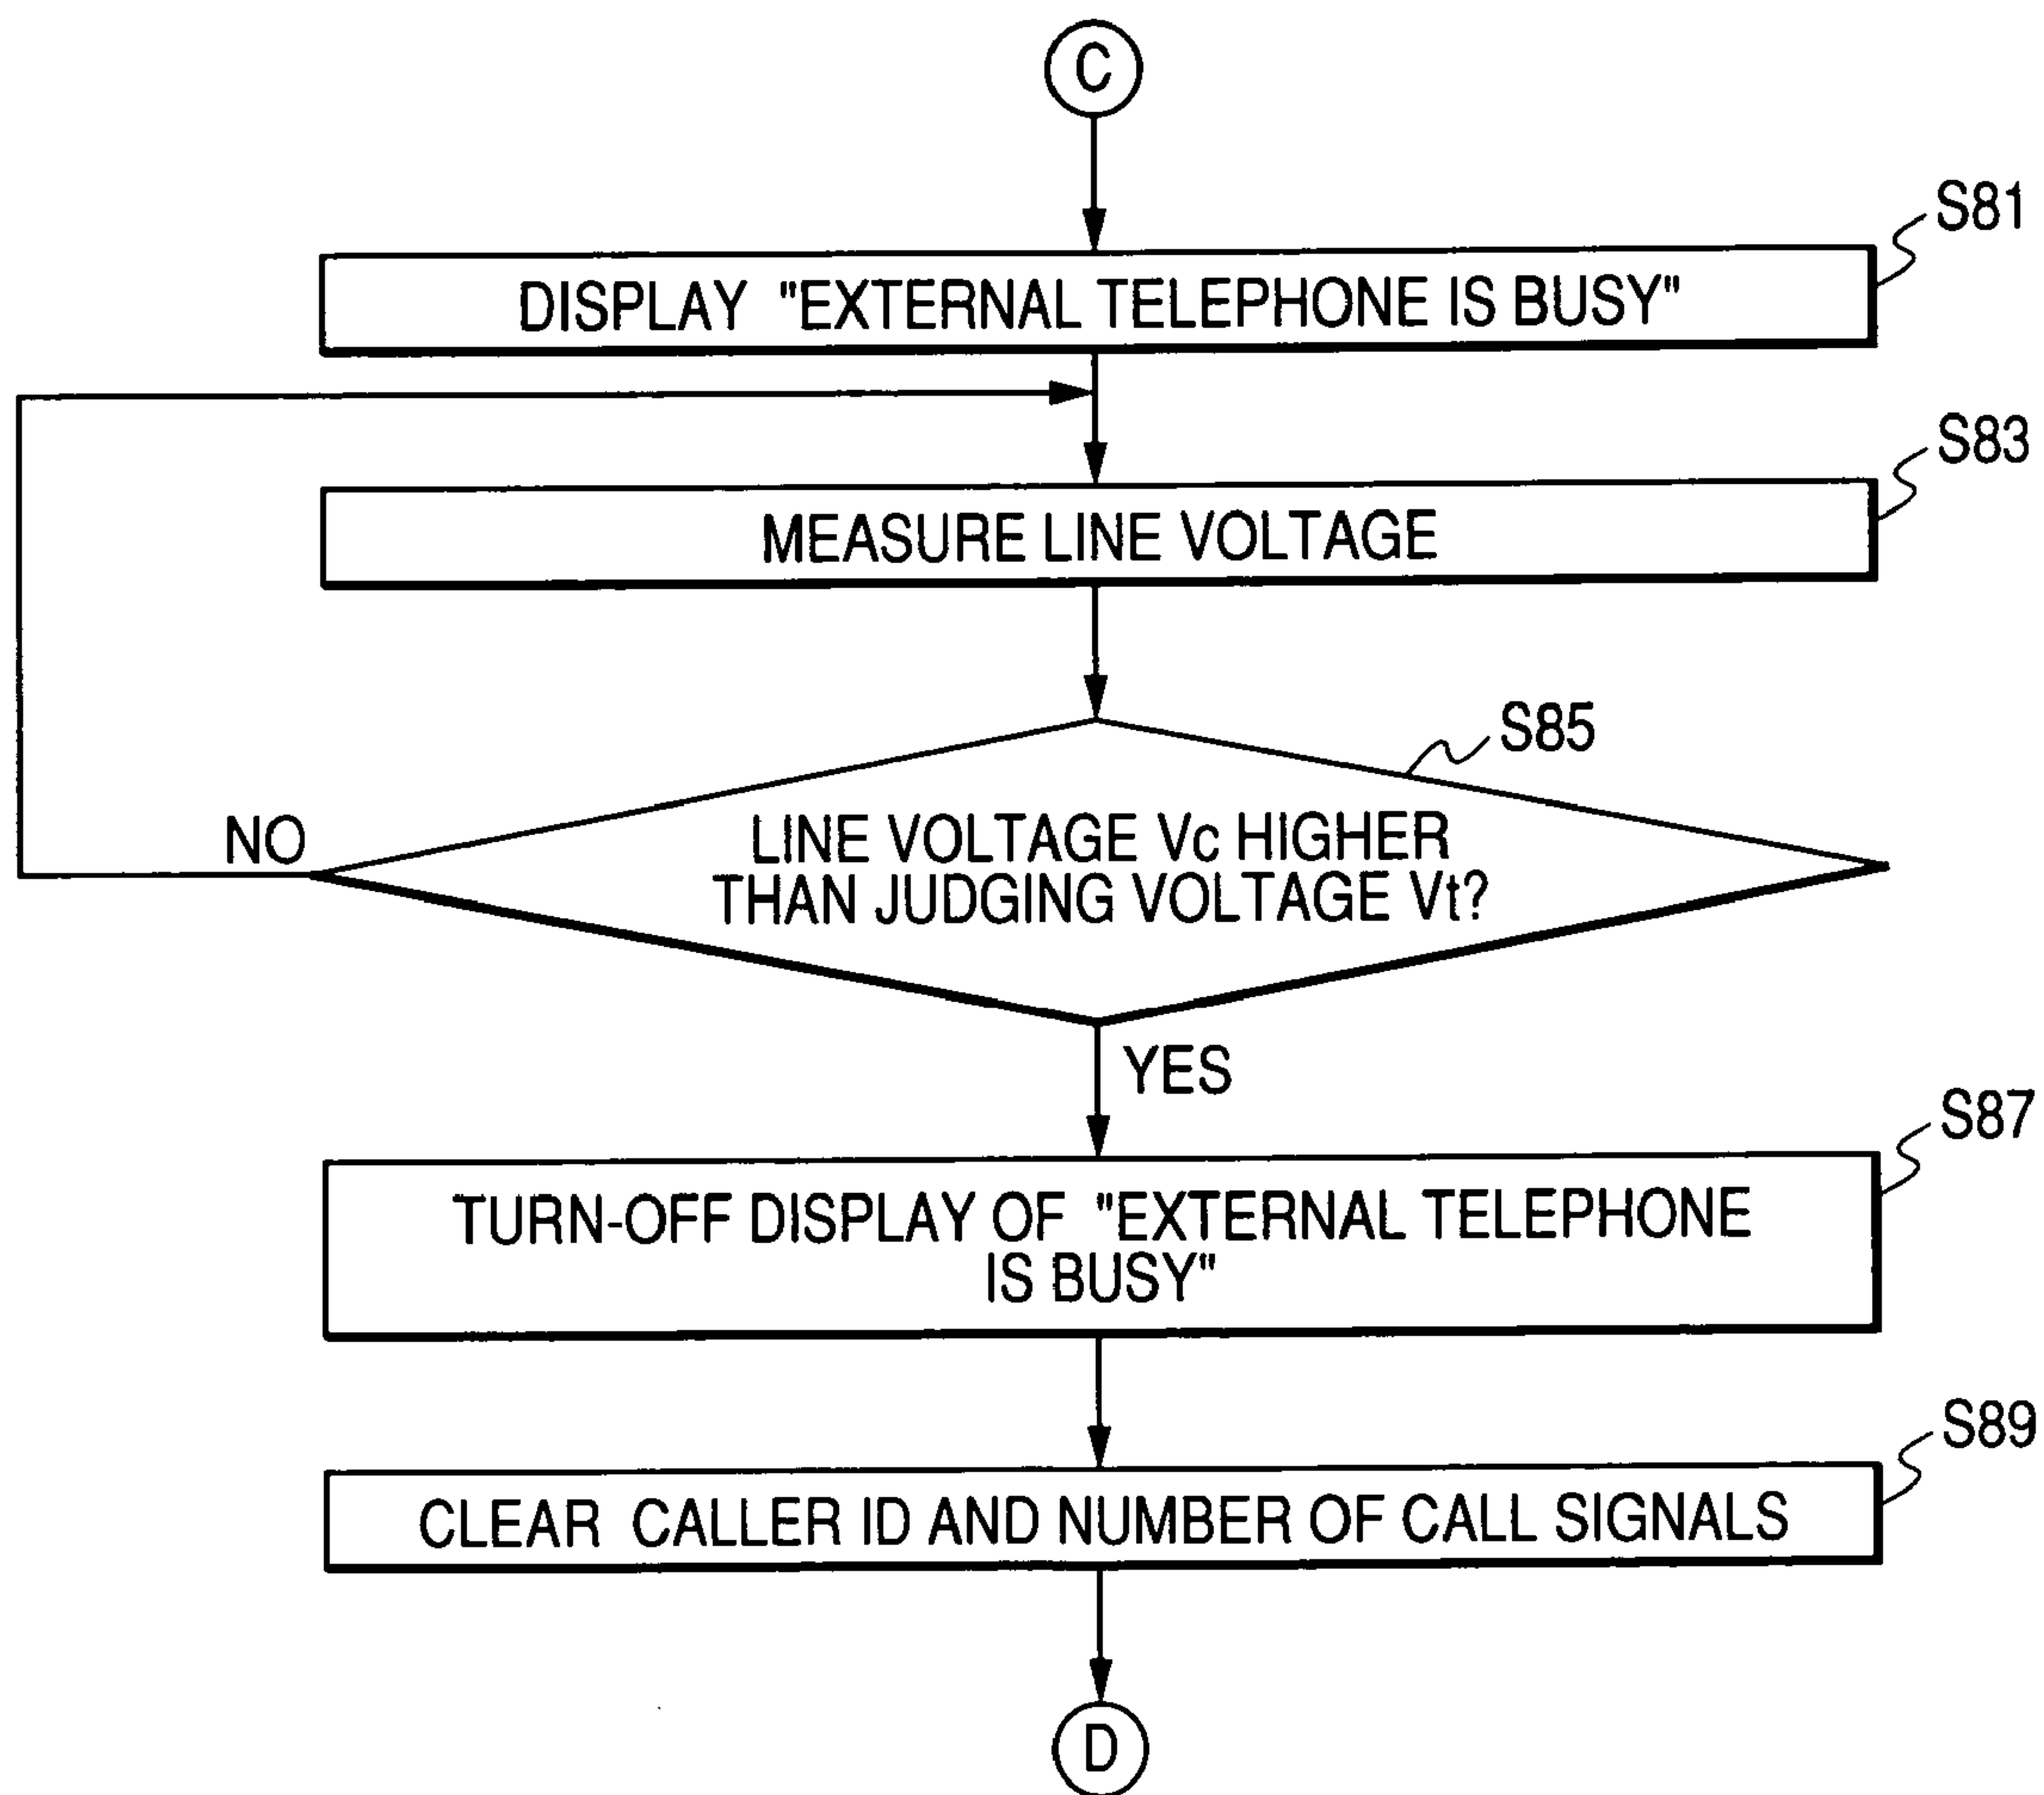 C
S81
DISPLAY "EXTERNAL TELEPHONE IS BUSY"
S83
MEASURE LINE VOLTAGE
S85
LINE VOLTAGE Vc HIGHER
THAN JUDGING VOLTAGE Vt?
NO
YES
S87
TURN-OFF DISPLAY OF "EXTERNAL TELEPHONE
IS BUSY"
S89
CLEAR CALLER ID AND NUMBER OF CALL SIGNALS
D